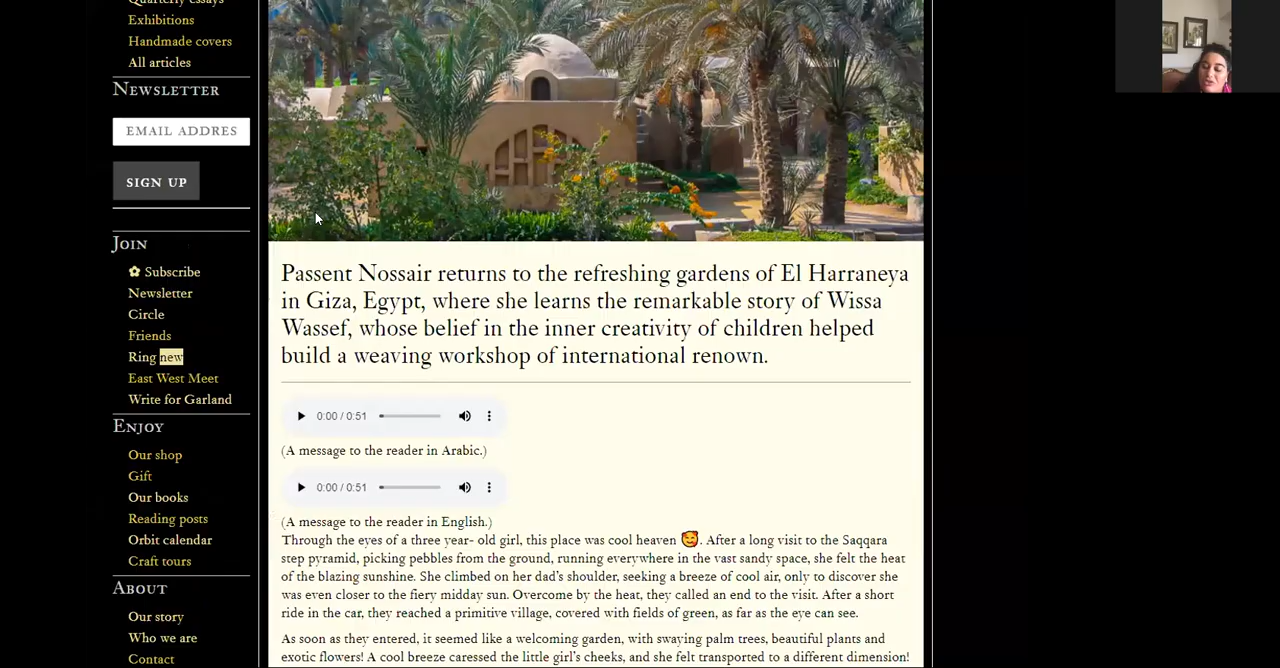 Quarterly essays
Exhibitions
Handmade covers
All articles
Newsletter
EMAIL ADDRES
SIGN UP
Join
✿ Subscribe
Newsletter
Circle
Friends
Ring new
East West Meet
Write for Garland
Enjoy
Our shop
Gift
Our books
Reading posts
Orbit calendar
Craft tours
About
Our story
Who we are
Contact
Passent Nossair returns to the refreshing gardens of El Harraneya
in Giza, Egypt, where she learns the remarkable story of Wissa
Wassef, whose belief in the inner creativity of children helped
build a weaving workshop of international renown.
0:00 / 0:51
(A message to the reader in Arabic.)
0:00 / 0:51
(A message to the reader in English.)
Through the eyes of a three year- old girl, this place was cool heaven 🥰. After a long visit to the Saqqara
step pyramid, picking pebbles from the ground, running everywhere in the vast sandy space, she felt the heat
of the blazing sunshine. She climbed on her dad's shoulder, seeking a breeze of cool air, only to discover she
was even closer to the fiery midday sun. Overcome by the heat, they called an end to the visit. After a short
ride in the car, they reached a primitive village, covered with fields of green, as far as the eye can see.
As soon as they entered, it seemed like a welcoming garden, with swaying palm trees, beautiful plants and
exotic flowers! A cool breeze caressed the little girl's cheeks, and she felt transported to a different dimension!